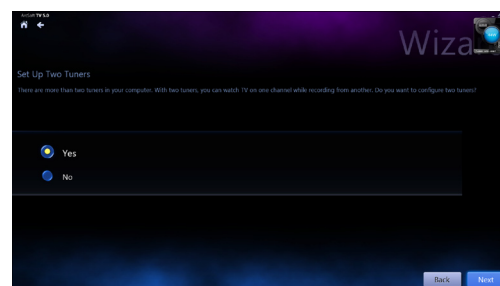 ArcSoft TV 5.0
Wiza
Set Up Two Tuners
There are more than two tuners in your computer. With two tuners, you can watch TV on one channel while recording from another. Do you want to configure two tuners?
Yes
No
Back
Next